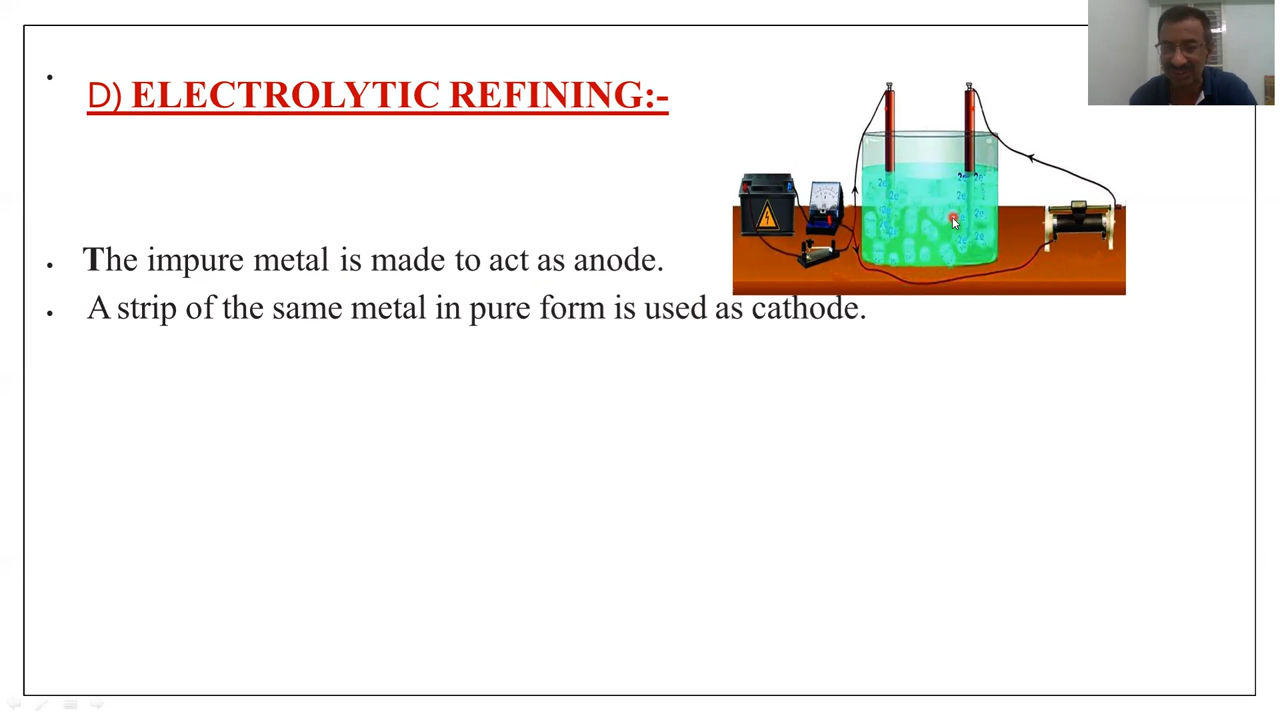 D) ELECTROLYTIC REFINING:-
The impure metal is made to act as anode.
A strip of the same metal in pure form is used as cathode.